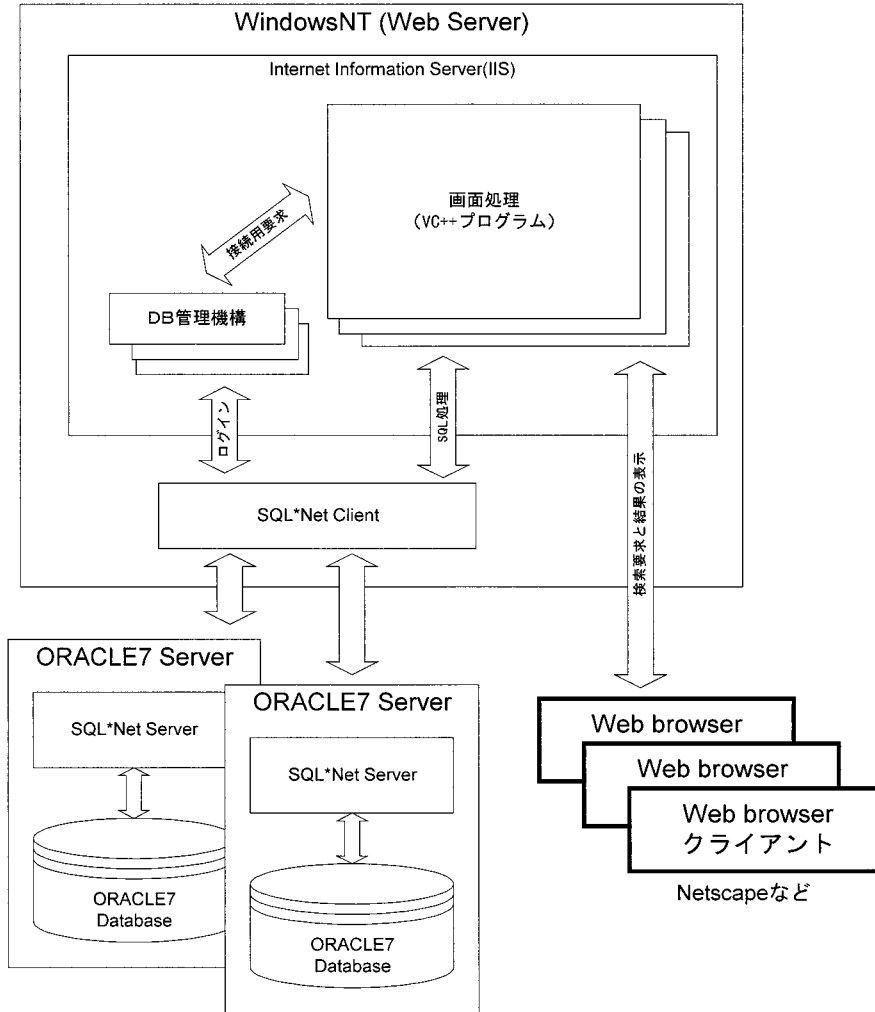 WindowsNT (Web Server)
Internet Information Server(IIS)
画面処理
(VC++プログラム)
接続用要求
DB管理機構
ログイン
SQL処理
検索要求と結果の表示
SQL*Net Client
ORACLE7 Server
SQL*Net Server
ORACLE7
Database
ORACLE7 Server
SQL*Net Server
ORACLE7
Database
Web browser
Web browser
Web browser
クライアント
Netscapeなど